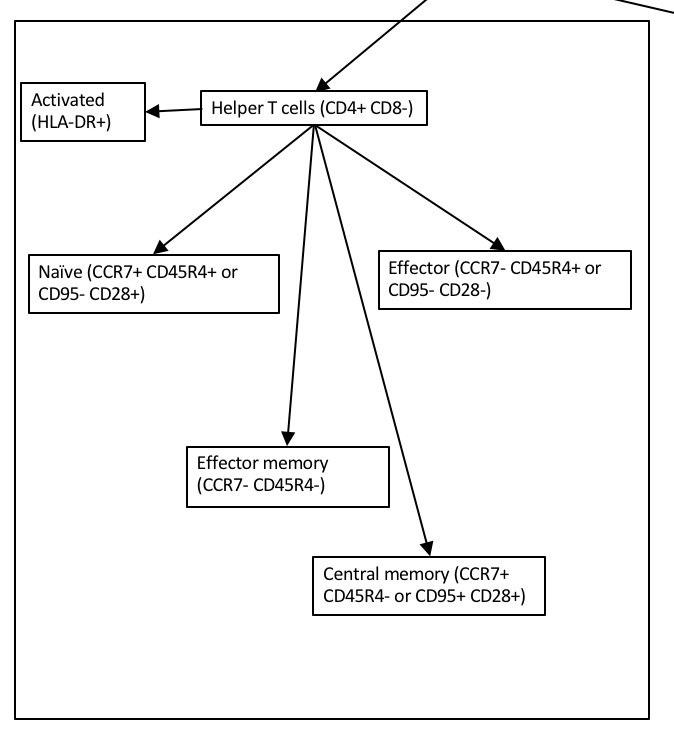 Activated
(HLA-DR+)
Helper T cells (CD4+ CD8-)
Naïve (CCR7+ CD45R4+ or
CD95- CD28+)
Effector (CCR7- CD45R4+ or
CD95- CD28-)
Effector memory
(CCR7- CD45R4-)
Central memory (CCR7+
CD45R4- or CD95+ CD28+)